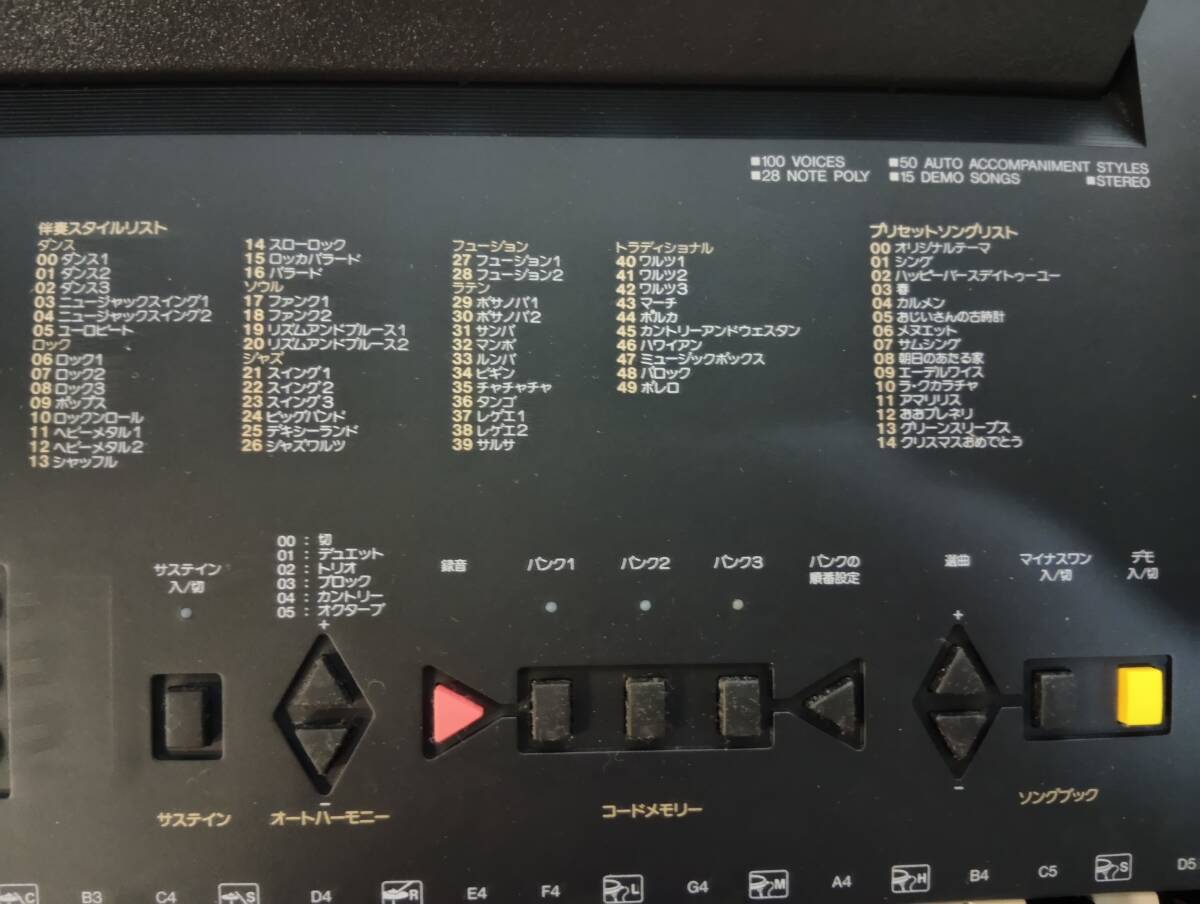 ■100 VOICES ■50 AUTO ACCOMPANIMENT STYLES
■28 NOTE POLY ■15 DEMO SONGS ■STEREO
伴奏スタイルリスト
ダンス
00 ダンス1
01 ダンス2
02 ダンス3
03 ニュージャックスイング1
04 ニュージャックスイング2
05 ユーロビート
ロック
06 ロック1
07 ロック2
08 ロック3
09 ポップス
10 ロックンロール
11 ヘビーメタル1
12 ヘビーメタル2
13 シャッフル
14 スローロック
15 ロッカバラード
16 バラード
ソウル
17 ファンク1
18 ファンク2
19 リズムアンドブルース1
20 リズムアンドブルース2
ジャズ
21 スイング1
22 スイング2
23 スイング3
24 ビッグバンド
25 デキシーランド
26 ジャズワルツ
フュージョン
27 フュージョン1
28 フュージョン2
ラテン
29 ボサノバ1
30 ボサノバ2
31 サンバ
32 マンボ
33 ルンバ
34 ビギン
35 チャチャチャ
36 タンゴ
37 レゲエ1
38 レゲエ2
39 サルサ
トラディショナル
40 ワルツ1
41 ワルツ2
42 ワルツ3
43 マーチ
44 ポルカ
45 カントリーアンドウェスタン
46 ハワイアン
47 ミュージックボックス
48 バロック
49 ボレロ
プリセットソングリスト
00 オリジナルテーマ
01 シング
02 ハッピーバースデイトゥーユー
03 春
04 カルメン
05 おじいさんの古時計
06 メヌエット
07 サムシング
08 朝日のあたる家
09 エーデルワイス
10 ラ・クカラチャ
11 アマリリス
12 おおブレネリ
13 グリーンスリーブス
14 クリスマスおめでとう
サステイン
入/切
00 : 切
01 : デュエット
02 : トリオ
03 : ブロック
04 : カントリー
05 : オクターブ
+
−
録音
バンク1
バンク2
バンク3
バンクの
順番設定
選曲
+
−
マイナスワン
入/切
デモ
入/切
サステイン
オートハーモニー
コードメモリー
ソングブック
C B3 C4 S D4 R E4 F4 L G4 M A4 H B4 C5 S D5